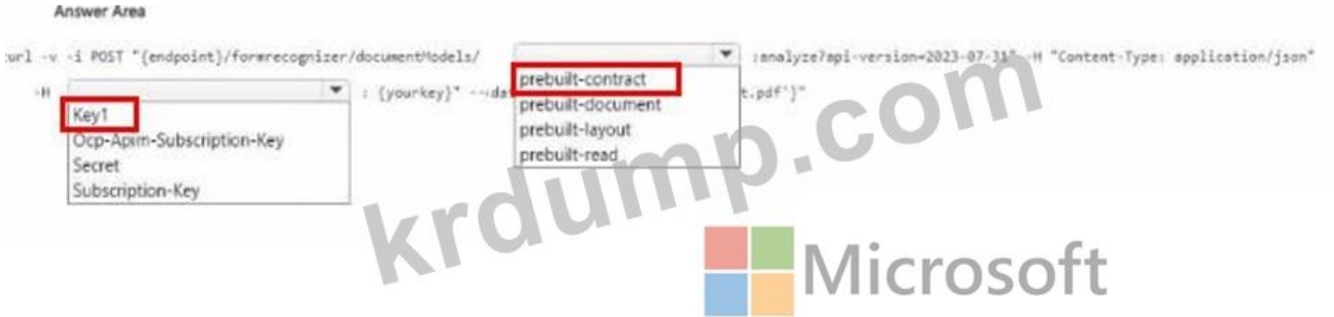 Answer Area
url -v -i POST "{endpoint}/formrecognizer/documentModels/ :analyze?api-version=2023-07-31" -H "Content-Type: application/json"
-H : {yourkey}" --da t.pdf'}"
prebuilt-contract
prebuilt-document
prebuilt-layout
prebuilt-read
Key1
Ocp-Apim-Subscription-Key
Secret
Subscription-Key
krdump.com
Microsoft